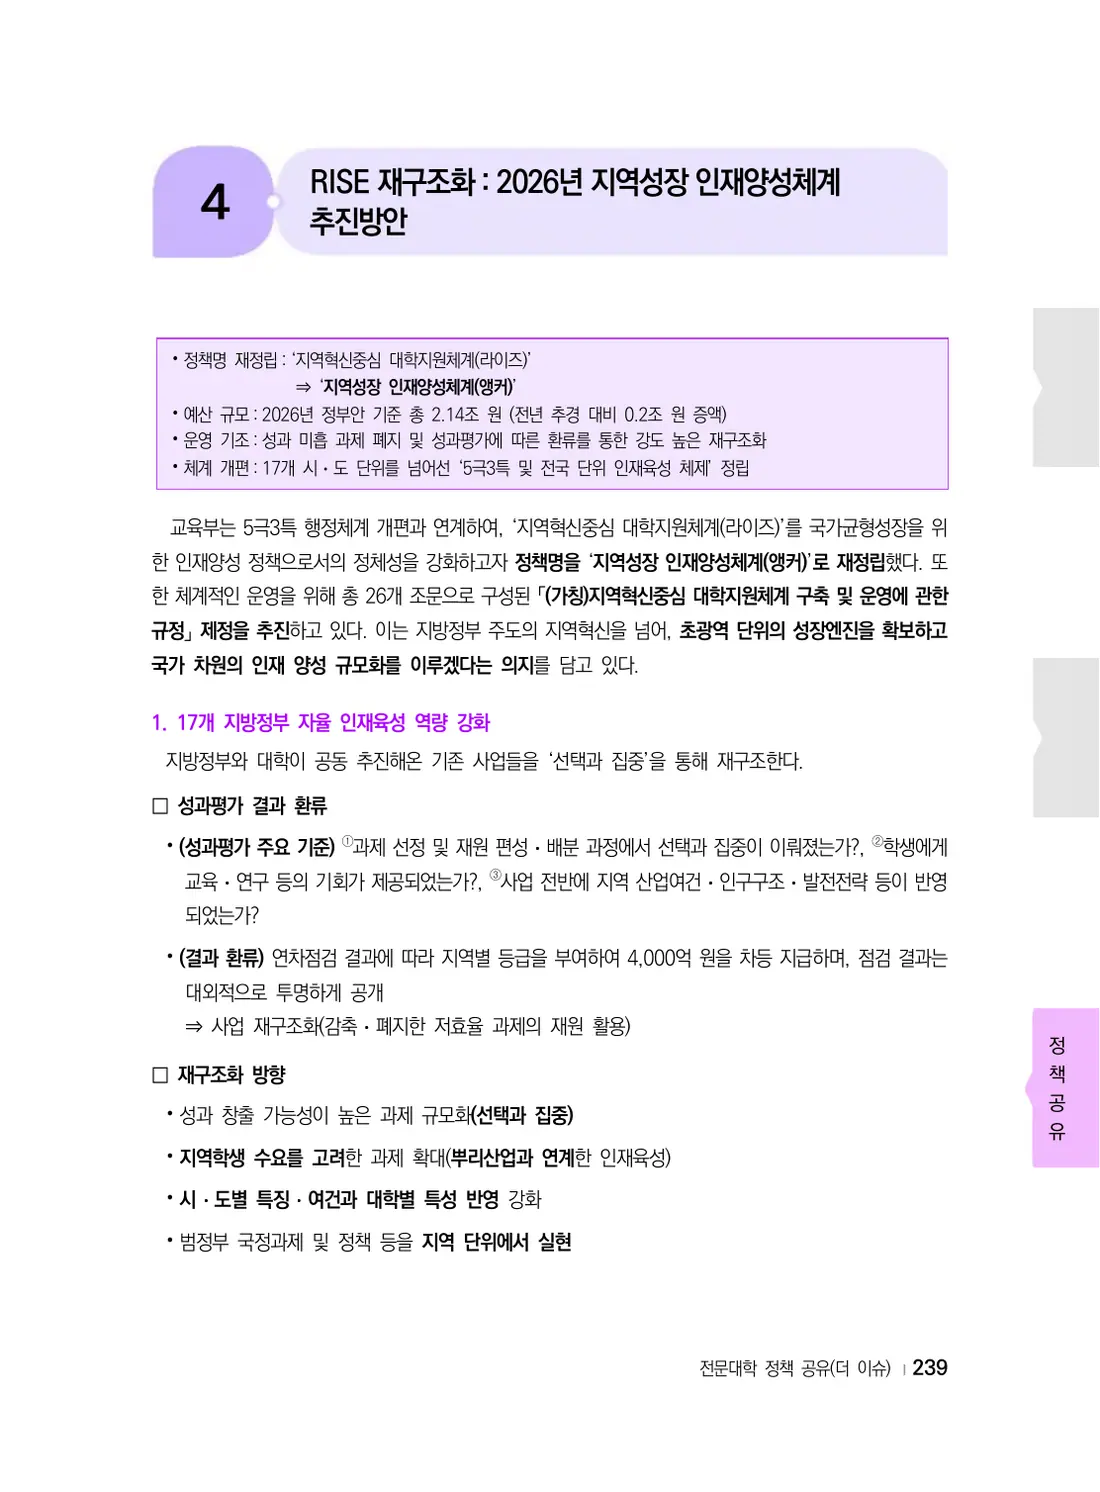 4
RISE 재구조화 : 2026년 지역성장 인재양성체계
추진방안
• 정책명 재정립 : ‘지역혁신중심 대학지원체계(라이즈)’
⇒ ‘지역성장 인재양성체계(앵커)’
• 예산 규모 : 2026년 정부안 기준 총 2.14조 원 (전년 추경 대비 0.2조 원 증액)
• 운영 기조 : 성과 미흡 과제 폐지 및 성과평가에 따른 환류를 통한 강도 높은 재구조화
• 체계 개편 : 17개 시・도 단위를 넘어선 ‘5극3특 및 전국 단위 인재육성 체제’ 정립
교육부는 5극3특 행정체계 개편과 연계하여, ‘지역혁신중심 대학지원체계(라이즈)’를 국가균형성장을 위
한 인재양성 정책으로서의 정체성을 강화하고자 정책명을 ‘지역성장 인재양성체계(앵커)’로 재정립했다. 또
한 체계적인 운영을 위해 총 26개 조문으로 구성된 「(가칭)지역혁신중심 대학지원체계 구축 및 운영에 관한
규정」 제정을 추진하고 있다. 이는 지방정부 주도의 지역혁신을 넘어, 초광역 단위의 성장엔진을 확보하고
국가 차원의 인재 양성 규모화를 이루겠다는 의지를 담고 있다.
1. 17개 지방정부 자율 인재육성 역량 강화
지방정부와 대학이 공동 추진해온 기존 사업들을 ‘선택과 집중’을 통해 재구조한다.
□ 성과평가 결과 환류
• (성과평가 주요 기준) ①과제 선정 및 재원 편성・배분 과정에서 선택과 집중이 이뤄졌는가?, ②학생에게
교육・연구 등의 기회가 제공되었는가?, ③사업 전반에 지역 산업여건・인구구조・발전전략 등이 반영
되었는가?
• (결과 환류) 연차점검 결과에 따라 지역별 등급을 부여하여 4,000억 원을 차등 지급하며, 점검 결과는
대외적으로 투명하게 공개
⇒ 사업 재구조화(감축・폐지한 저효율 과제의 재원 활용)
□ 재구조화 방향
• 성과 창출 가능성이 높은 과제 규모화(선택과 집중)
• 지역학생 수요를 고려한 과제 확대(뿌리산업과 연계한 인재육성)
• 시・도별 특징・여건과 대학별 특성 반영 강화
• 범정부 국정과제 및 정책 등을 지역 단위에서 실현
정
책
공
유
전문대학 정책 공유(더 이슈) | 239